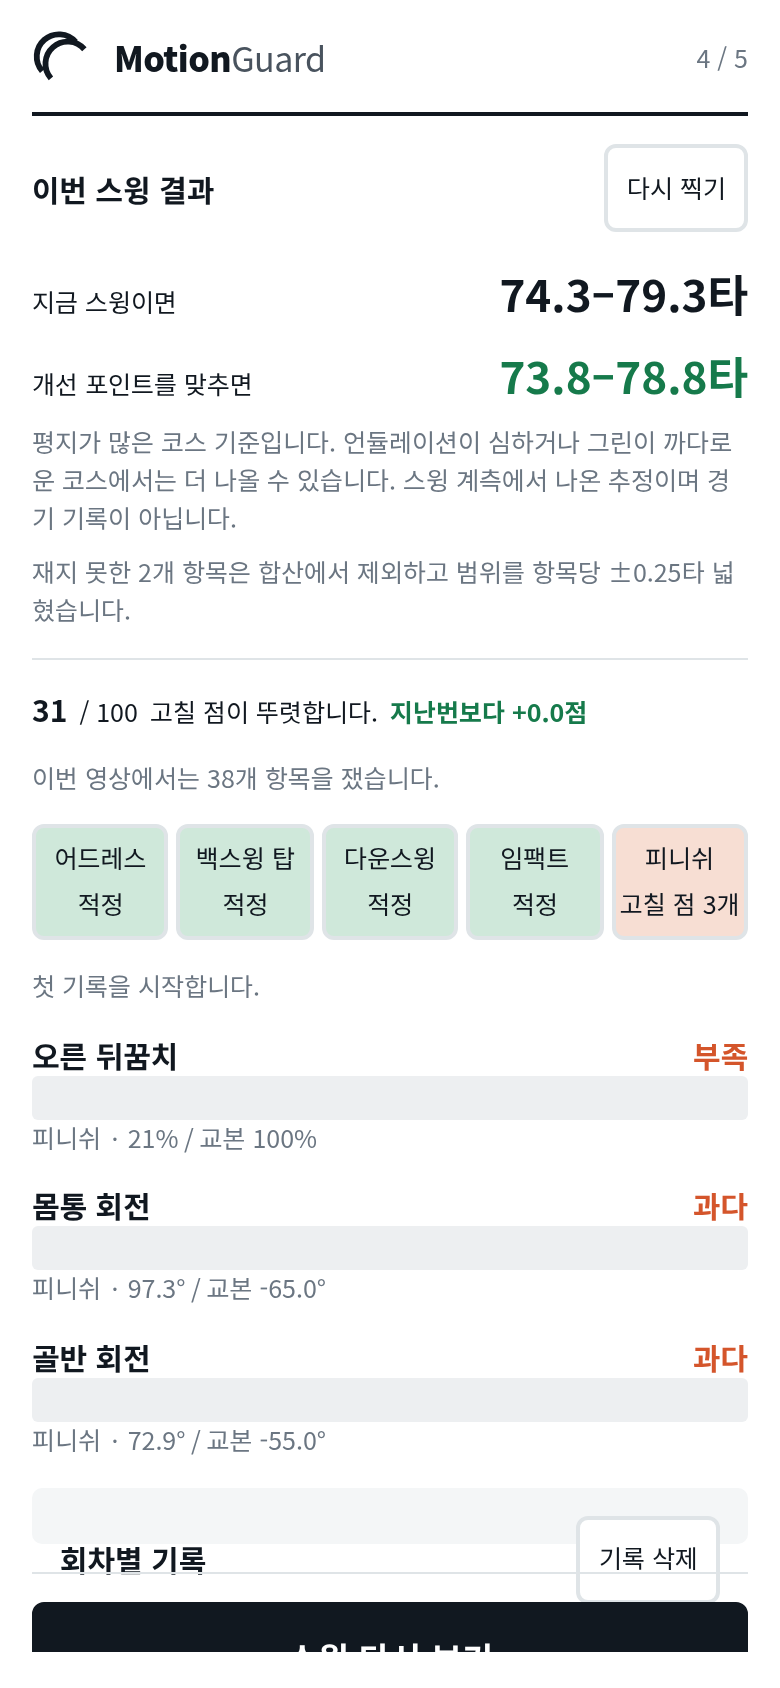 MotionGuard
4 / 5
이번 스윙 결과
다시 찍기
지금 스윙이면
74.3–79.3타
개선 포인트를 맞추면
73.8–78.8타
평지가 많은 코스 기준입니다. 언듈레이션이 심하거나 그린이 까다로
운 코스에서는 더 나올 수 있습니다. 스윙 계측에서 나온 추정이며 경
기 기록이 아닙니다.
재지 못한 2개 항목은 합산에서 제외하고 범위를 항목당 ±0.25타 넓
혔습니다.
31 / 100 고칠 점이 뚜렷합니다. 지난번보다 +0.0점
이번 영상에서는 38개 항목을 쟀습니다.
어드레스
적정
백스윙 탑
적정
다운스윙
적정
임팩트
적정
피니쉬
고칠 점 3개
첫 기록을 시작합니다.
오른 뒤꿈치
부족
피니쉬 · 21% / 교본 100%
몸통 회전
과다
피니쉬 · 97.3° / 교본 -65.0°
골반 회전
과다
피니쉬 · 72.9° / 교본 -55.0°
회차별 기록
기록 삭제